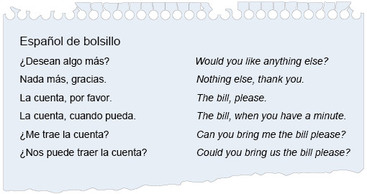 Español de bolsillo
¿Desean algo más? Would you like anything else?
Nada más, gracias. Nothing else, thank you.
La cuenta, por favor. The bill, please.
La cuenta, cuando pueda. The bill, when you have a minute.
¿Me trae la cuenta? Can you bring me the bill please?
¿Nos puede traer la cuenta? Could you bring us the bill please?